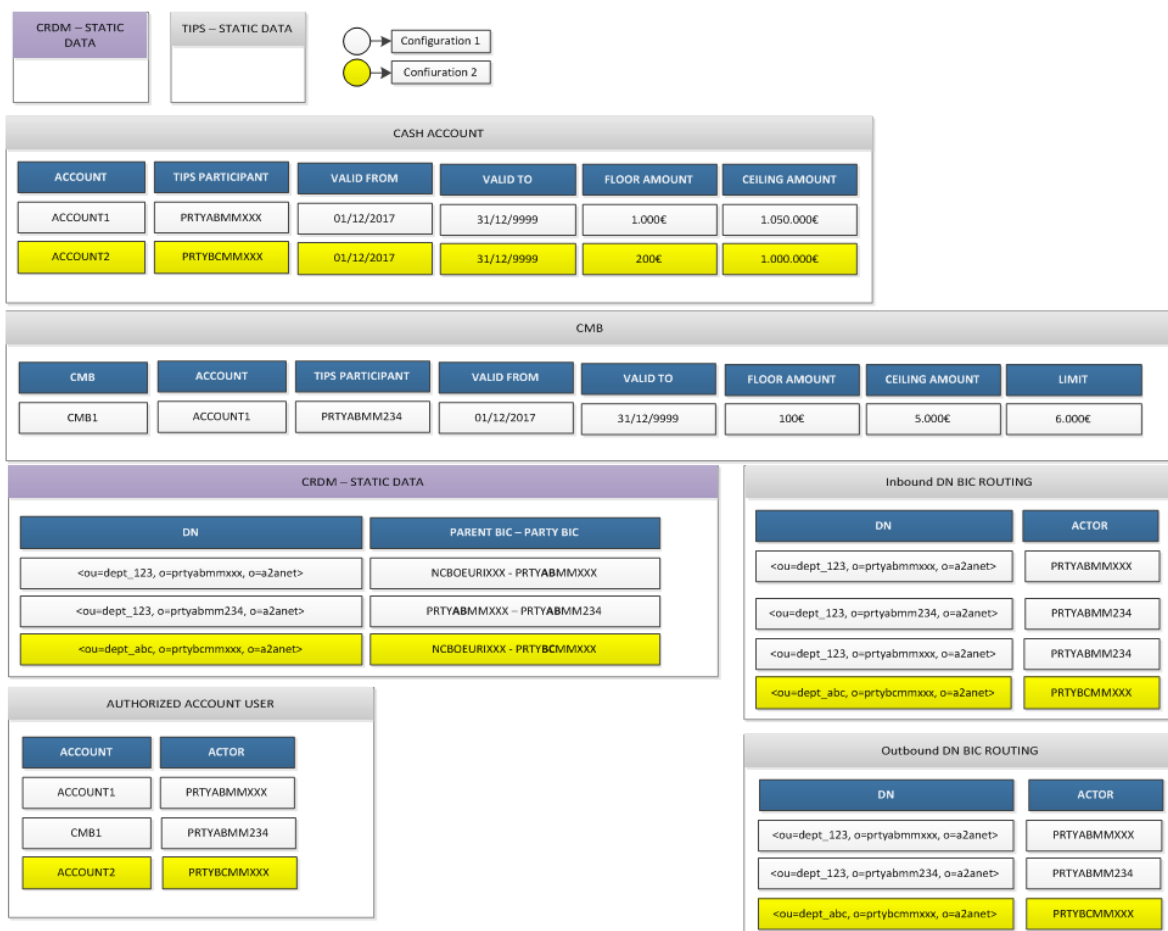 CRDM – STATIC
DATA
TIPS – STATIC DATA
Configuration 1
Confiuration 2
CASH ACCOUNT
ACCOUNT TIPS PARTICIPANT VALID FROM VALID TO FLOOR AMOUNT CEILING AMOUNT
ACCOUNT1 PRTYABMMXXX 01/12/2017 31/12/9999 1.000€ 1.050.000€
ACCOUNT2 PRTYBCMMXXX 01/12/2017 31/12/9999 200€ 1.000.000€
CMB
CMB ACCOUNT TIPS PARTICIPANT VALID FROM VALID TO FLOOR AMOUNT CEILING AMOUNT LIMIT
CMB1 ACCOUNT1 PRTYABMM234 01/12/2017 31/12/9999 100€ 5.000€ 6.000€
CRDM – STATIC DATA
DN PARENT BIC – PARTY BIC
<ou=dept_123, o=prtyabmmxxx, o=a2anet> NCBOEURIXXX - PRTYABMMXXX
<ou=dept_123, o=prtyabmm234, o=a2anet> PRTYABMMXXX – PRTYABMM234
<ou=dept_abc, o=prtybcmmxxx, o=a2anet> NCBOEURIXXX - PRTYBCMMXXX
Inbound DN BIC ROUTING
DN ACTOR
<ou=dept_123, o=prtyabmmxxx, o=a2anet> PRTYABMMXXX
<ou=dept_123, o=prtyabmm234, o=a2anet> PRTYABMM234
<ou=dept_123, o=prtyabmmxxx, o=a2anet> PRTYABMM234
<ou=dept_abc, o=prtybcmmxxx, o=a2anet> PRTYBCMMXXX
AUTHORIZED ACCOUNT USER
ACCOUNT ACTOR
ACCOUNT1 PRTYABMMXXX
CMB1 PRTYABMM234
ACCOUNT2 PRTYBCMMXXX
Outbound DN BIC ROUTING
DN ACTOR
<ou=dept_123, o=prtyabmmxxx, o=a2anet> PRTYABMMXXX
<ou=dept_123, o=prtyabmm234, o=a2anet> PRTYABMM234
<ou=dept_abc, o=prtybcmmxxx, o=a2anet> PRTYBCMMXXX